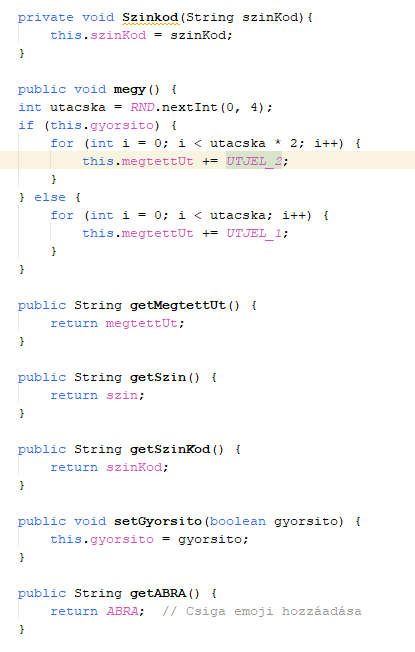 private void Szinkod(String szinKod){
    this.szinKod = szinKod;
}
public void megy() {
int utacska = RND.nextInt(0, 4);
if (this.gyorsito) {
    for (int i = 0; i < utacska * 2; i++) {
        this.megtettUt += UTJEL_2;
    }
} else {
    for (int i = 0; i < utacska; i++) {
        this.megtettUt += UTJEL_1;
    }
}
public String getMegtettUt() {
    return megtettUt;
}
public String getSzin() {
    return szin;
}
public String getSzinKod() {
    return szinKod;
}
public void setGyorsito(boolean gyorsito) {
    this.gyorsito = gyorsito;
}
public String getABRA() {
    return ABRA;  // Csiga emoji hozzáadása
}